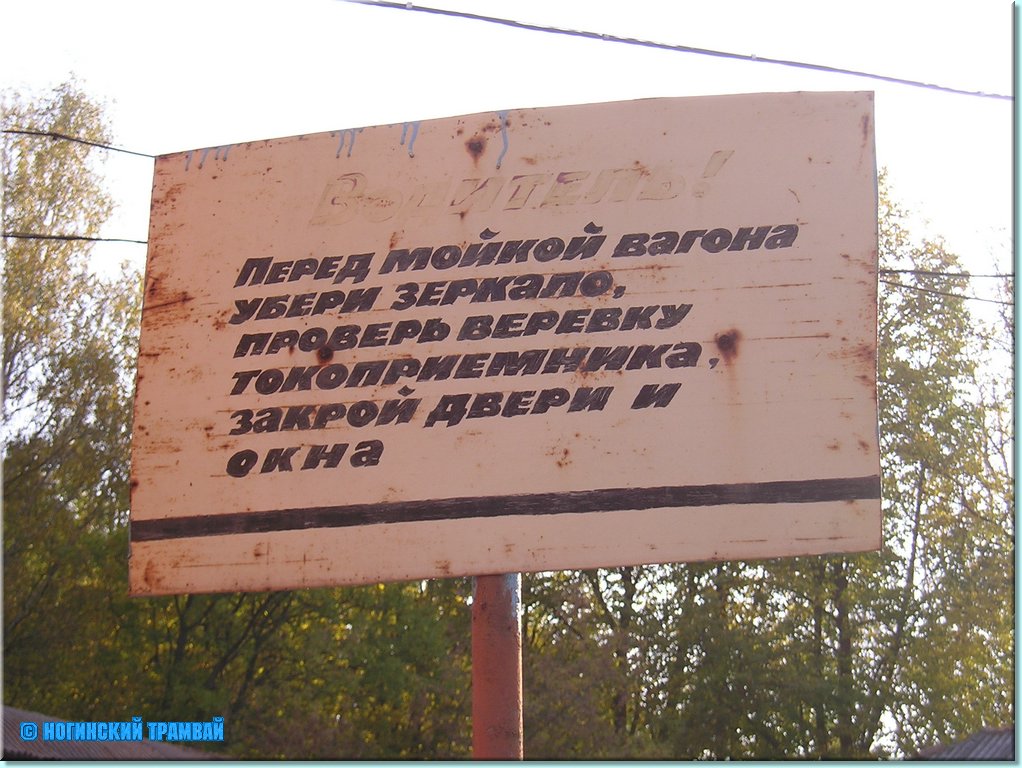 Водитель!
Перед мойкой вагона
убери зеркало,
проверь веревку
токоприемника,
закрой двери и
окна
© НОГИНСКИЙ ТРАМВАЙ